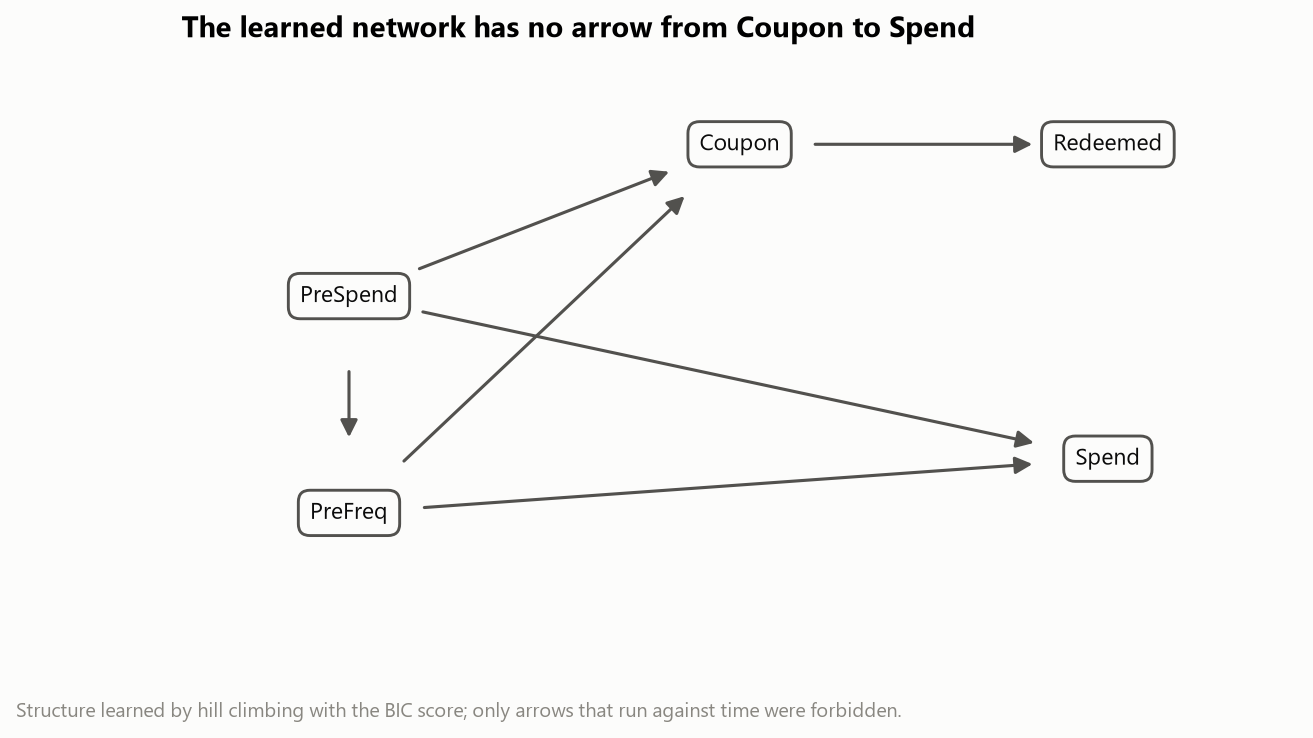 The learned network has no arrow from Coupon to Spend
Coupon
Redeemed
PreSpend
Spend
PreFreq
Structure learned by hill climbing with the BIC score; only arrows that run against time were forbidden.